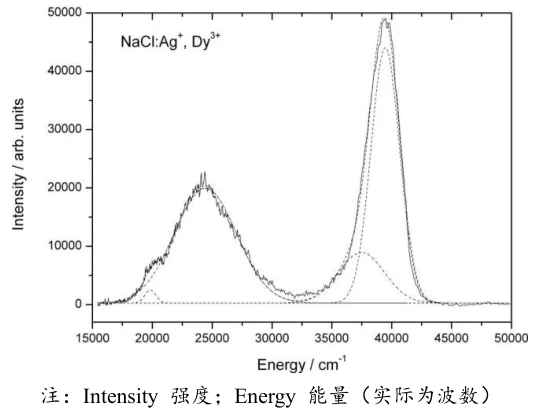 50000
NaCl:Ag⁺, Dy³⁺
40000
30000
20000
10000
0
Intensity / arb. units
15000 20000 25000 30000 35000 40000 45000 50000
Energy / cm⁻¹
注：Intensity 强度；Energy 能量（实际为波数）